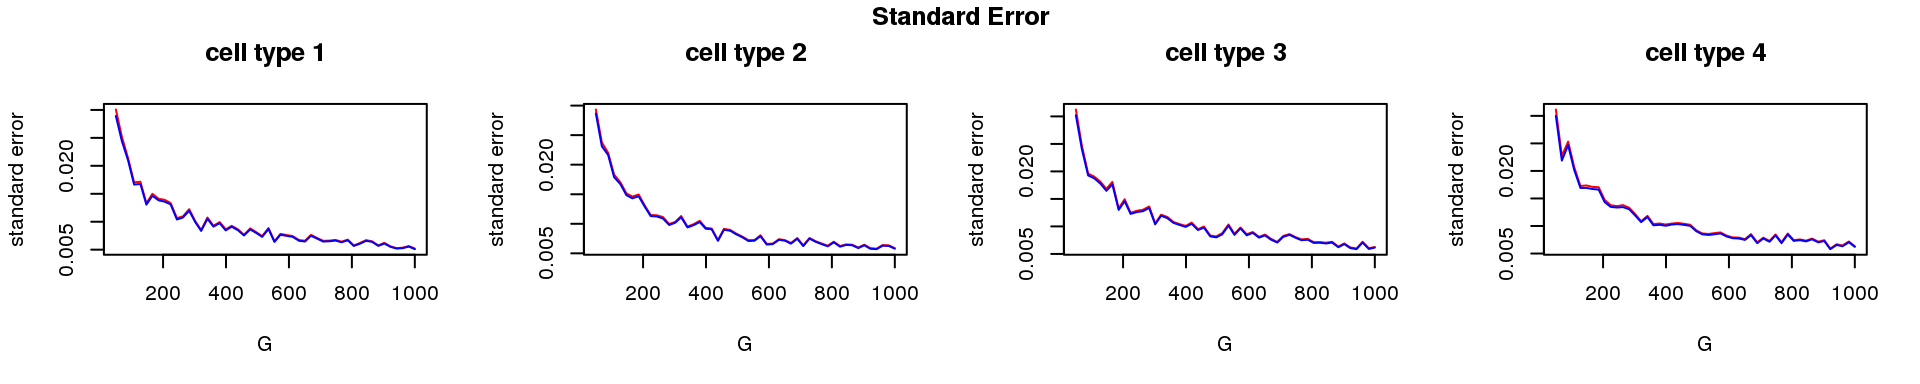 Standard Error
cell type 1
cell type 2
cell type 3
cell type 4
standard error
0.005
0.020
200 400 600 800 1000
G
standard error
0.005
0.020
200 400 600 800 1000
G
standard error
0.005
0.020
200 400 600 800 1000
G
standard error
0.005
0.020
200 400 600 800 1000
G